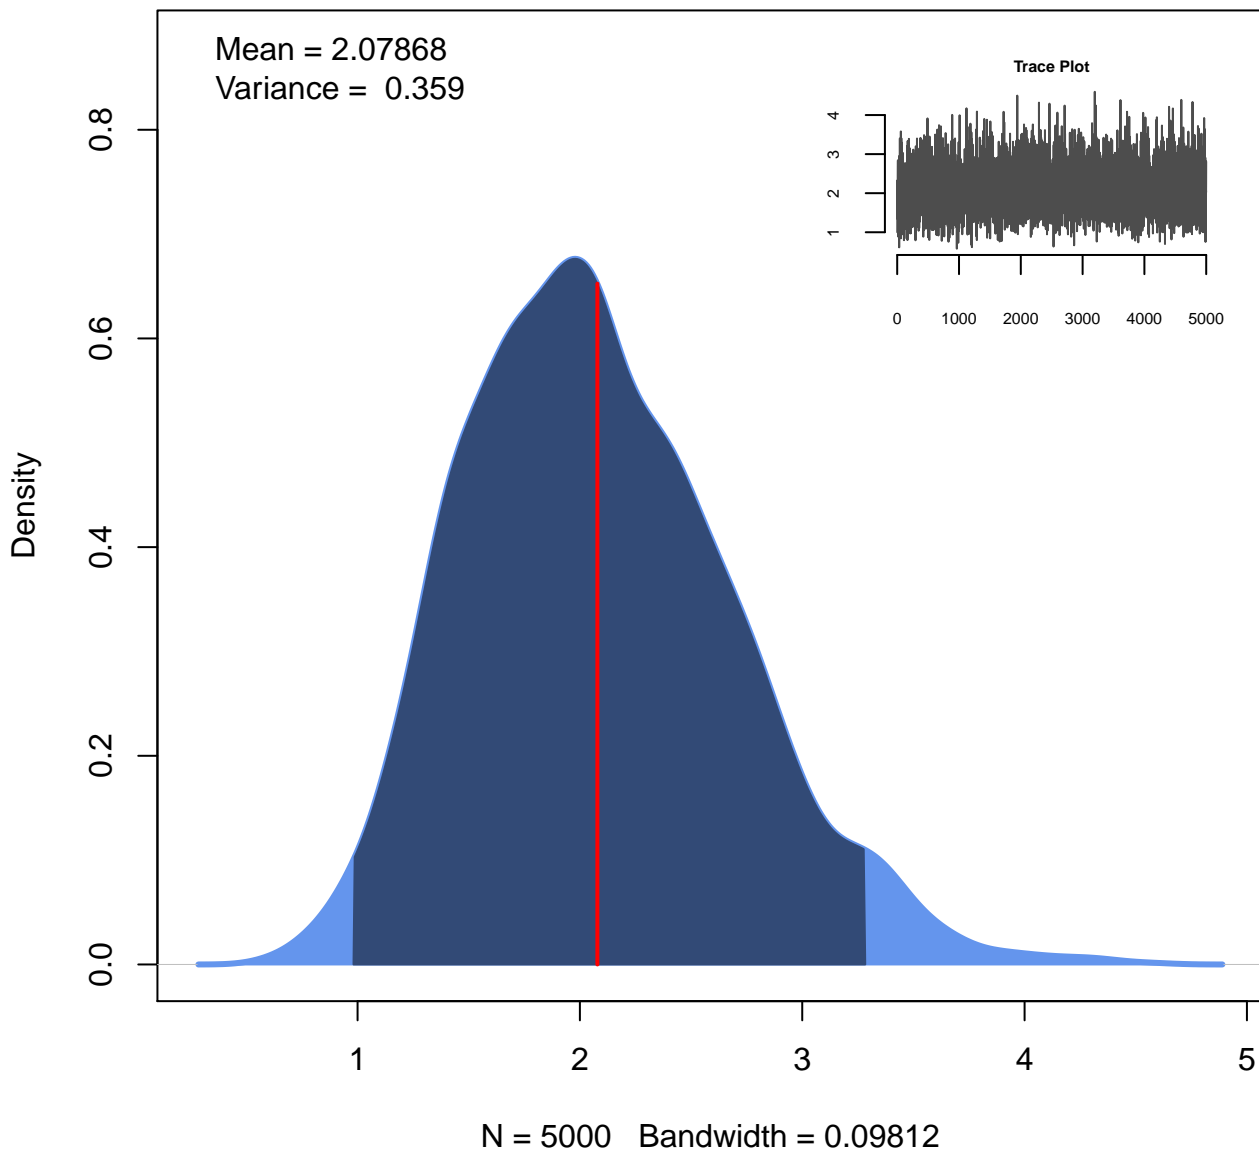 Mean = 2.07868
Variance =  0.359
Trace Plot
4
3
2
1
0 1000 2000 3000 4000 5000
0.8
0.6
0.4
0.2
0.0
Density
1 2 3 4 5
N = 5000   Bandwidth = 0.09812